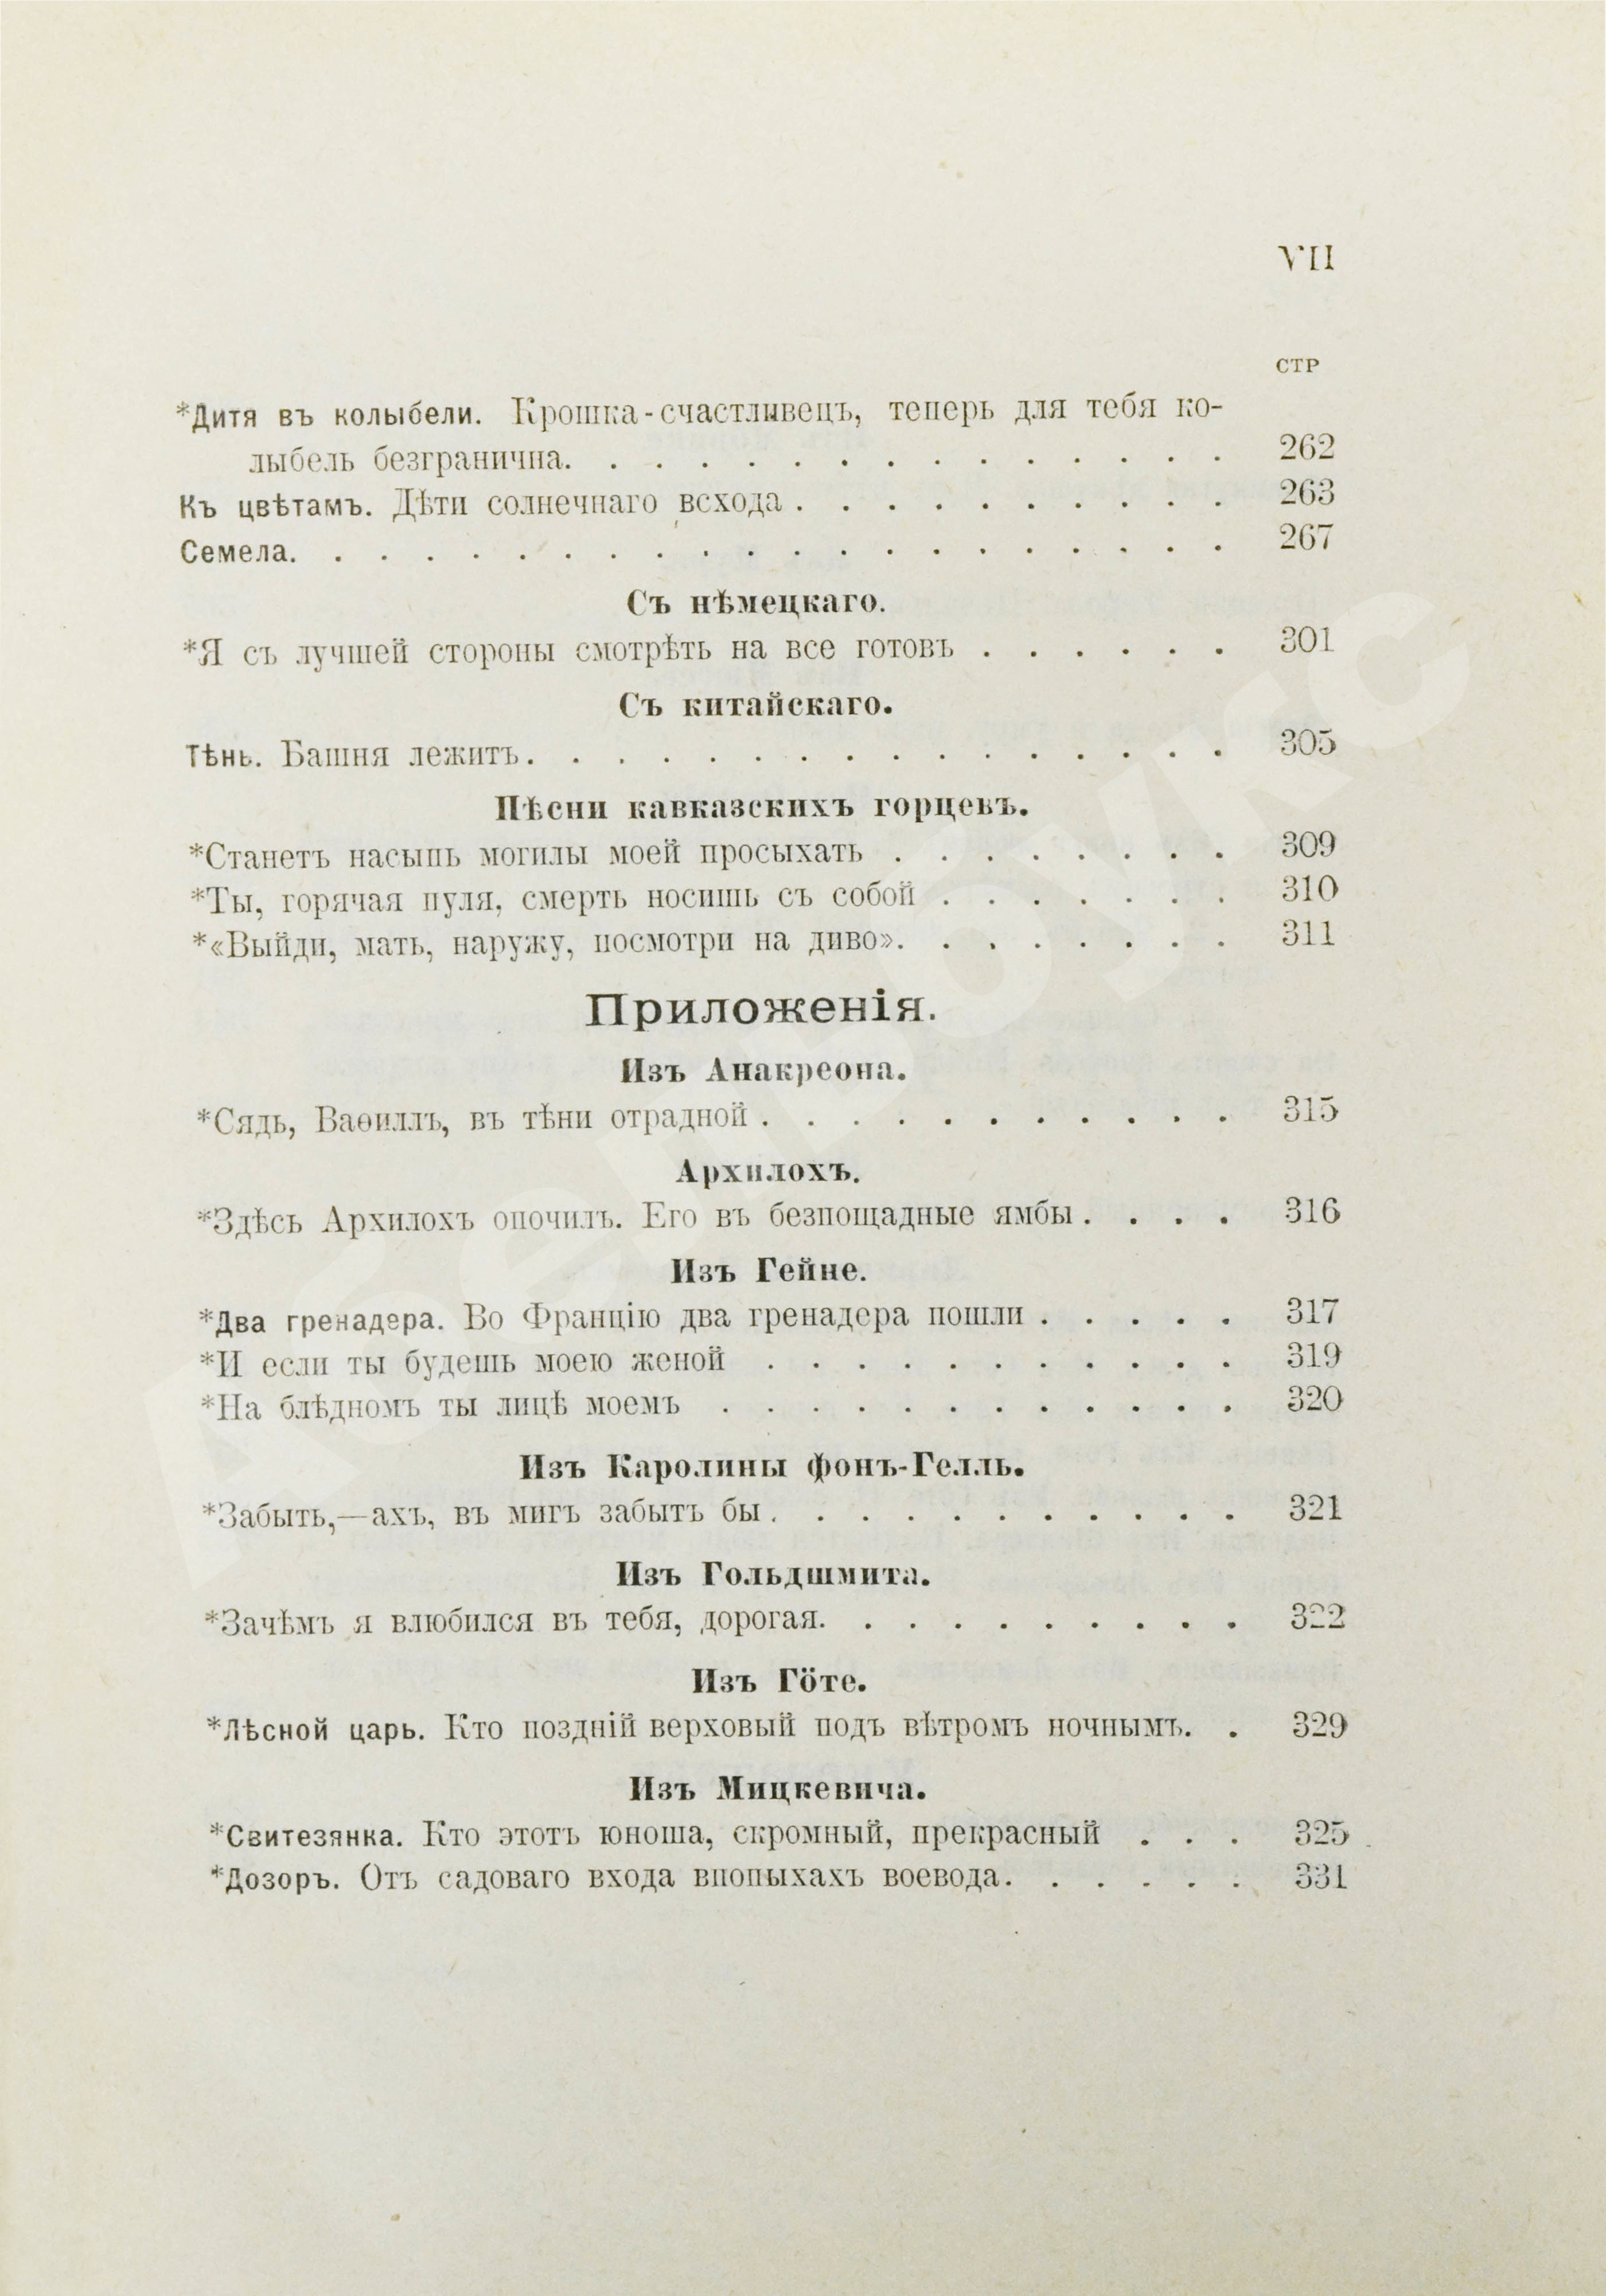 VII
СТР
*Дитя въ колыбели. Крошка-счастливецъ, теперь для тебя ко-
лыбель безгранична. . . . . . . . . . . . . . . 262
Къ цвѣтамъ. Дѣти солнечнаго всхода . . . . . . . . . . 263
Семела. . . . . . . . . . . . . . . . . . . . . 267
Съ нѣмецкаго.
*Я съ лучшей стороны смотрѣть на все готовъ . . . . . . 301
Съ китайскаго.
Тѣнь. Башня лежитъ. . . . . . . . . . . . . . . . 305
Пѣсни кавказскихъ горцевъ.
*Станетъ насыпь могилы моей просыхать . . . . . . . . 309
*Ты, горячая пуля, смерть носишь съ собой . . . . . . . 310
*«Выйди, мать, наружу, посмотри на диво». . . . . . . . 311
Приложенія.
Изъ Анакреона.
*Сядь, Ваѳиллъ, въ тѣни отрадной . . . . . . . . . . . 315
Архилохъ.
*Здѣсь Архилохъ опочилъ. Его въ безпощадные ямбы . . . . 316
Изъ Гейне.
*Два гренадера. Во Францію два гренадера пошли . . . . . 317
*И если ты будешь моею женой . . . . . . . . . . . 319
*На блѣдномъ ты лицѣ моемъ . . . . . . . . . . . . 320
Изъ Каролины фонъ-Гелль.
*Забыть,—ахъ, въ мигъ забыть бы . . . . . . . . . . . 321
Изъ Гольдшмита.
*Зачѣмъ я влюбился въ тебя, дорогая. . . . . . . . . . 322
Изъ Гöте.
*Лѣсной царь. Кто поздній верховый подъ вѣтромъ ночнымъ. . 329
Изъ Мицкевича.
*Свитезянка. Кто этотъ юноша, скромный, прекрасный . . . 325
*Дозоръ. Отъ садоваго входа впопыхахъ воевода. . . . . . 331